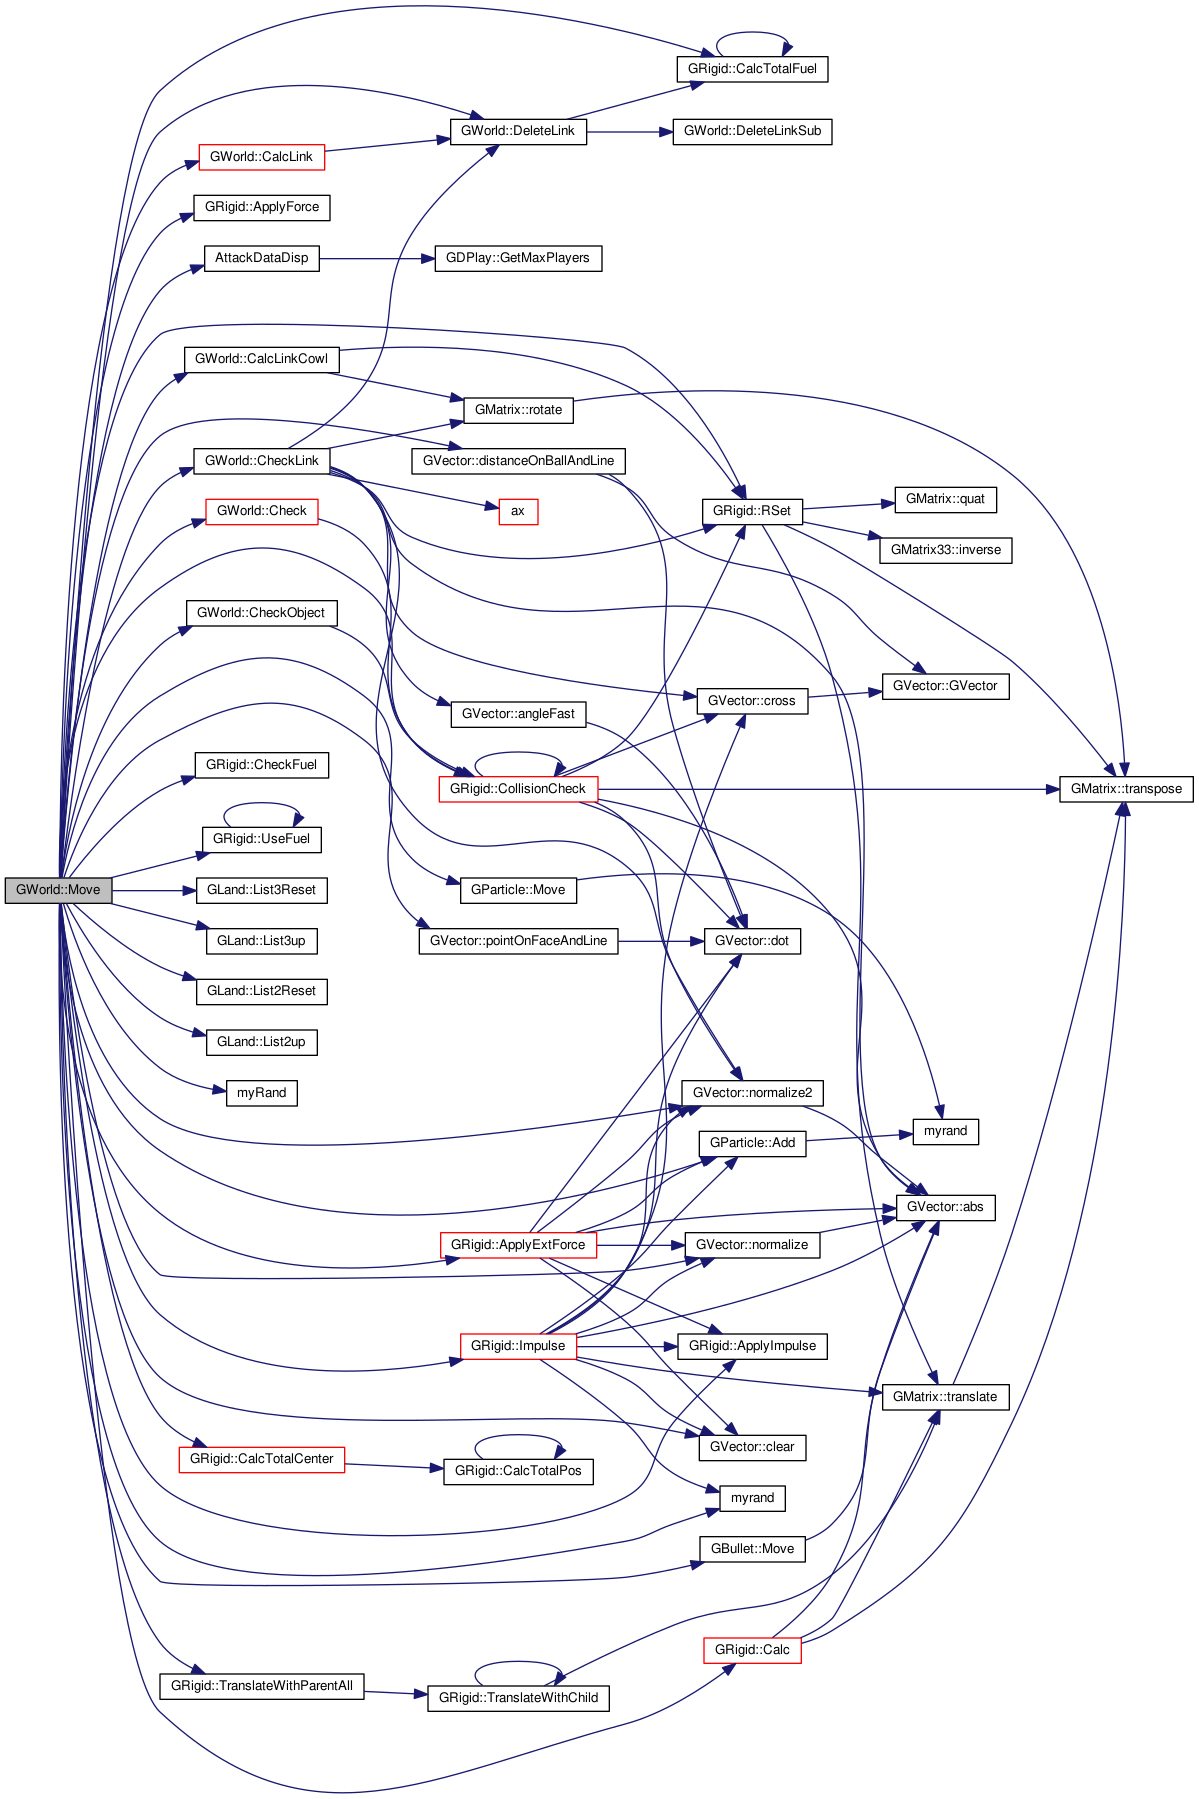 GRigid::CalcTotalFuel
GWorld::DeleteLink
GWorld::DeleteLinkSub
GWorld::CalcLink
GRigid::ApplyForce
AttackDataDisp
GDPlay::GetMaxPlayers
GWorld::CalcLinkCowl
GMatrix::rotate
GWorld::CheckLink
GVector::distanceOnBallAndLine
GMatrix::quat
GWorld::Check
ax
GRigid::RSet
GMatrix33::inverse
GWorld::CheckObject
GVector::GVector
GVector::cross
GVector::angleFast
GRigid::CheckFuel
GRigid::CollisionCheck
GMatrix::transpose
GRigid::UseFuel
GWorld::Move
GLand::List3Reset
GParticle::Move
GLand::List3up
GVector::pointOnFaceAndLine
GVector::dot
GLand::List2Reset
GLand::List2up
myRand
GVector::normalize2
GParticle::Add
myrand
GVector::abs
GRigid::ApplyExtForce
GVector::normalize
GRigid::Impulse
GRigid::ApplyImpulse
GMatrix::translate
GVector::clear
GRigid::CalcTotalCenter
GRigid::CalcTotalPos
myrand
GBullet::Move
GRigid::Calc
GRigid::TranslateWithParentAll
GRigid::TranslateWithChild